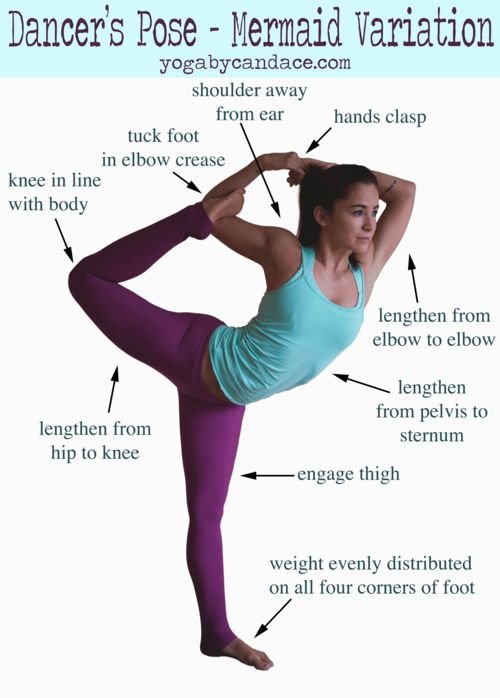 Dancer's Pose - Mermaid Variation
yogabycandace.com
shoulder away
from ear
hands clasp
tuck foot
in elbow crease
knee in line
with body
lengthen from
elbow to elbow
lengthen
from pelvis to
sternum
lengthen from
hip to knee
engage thigh
weight evenly distributed
on all four corners of foot